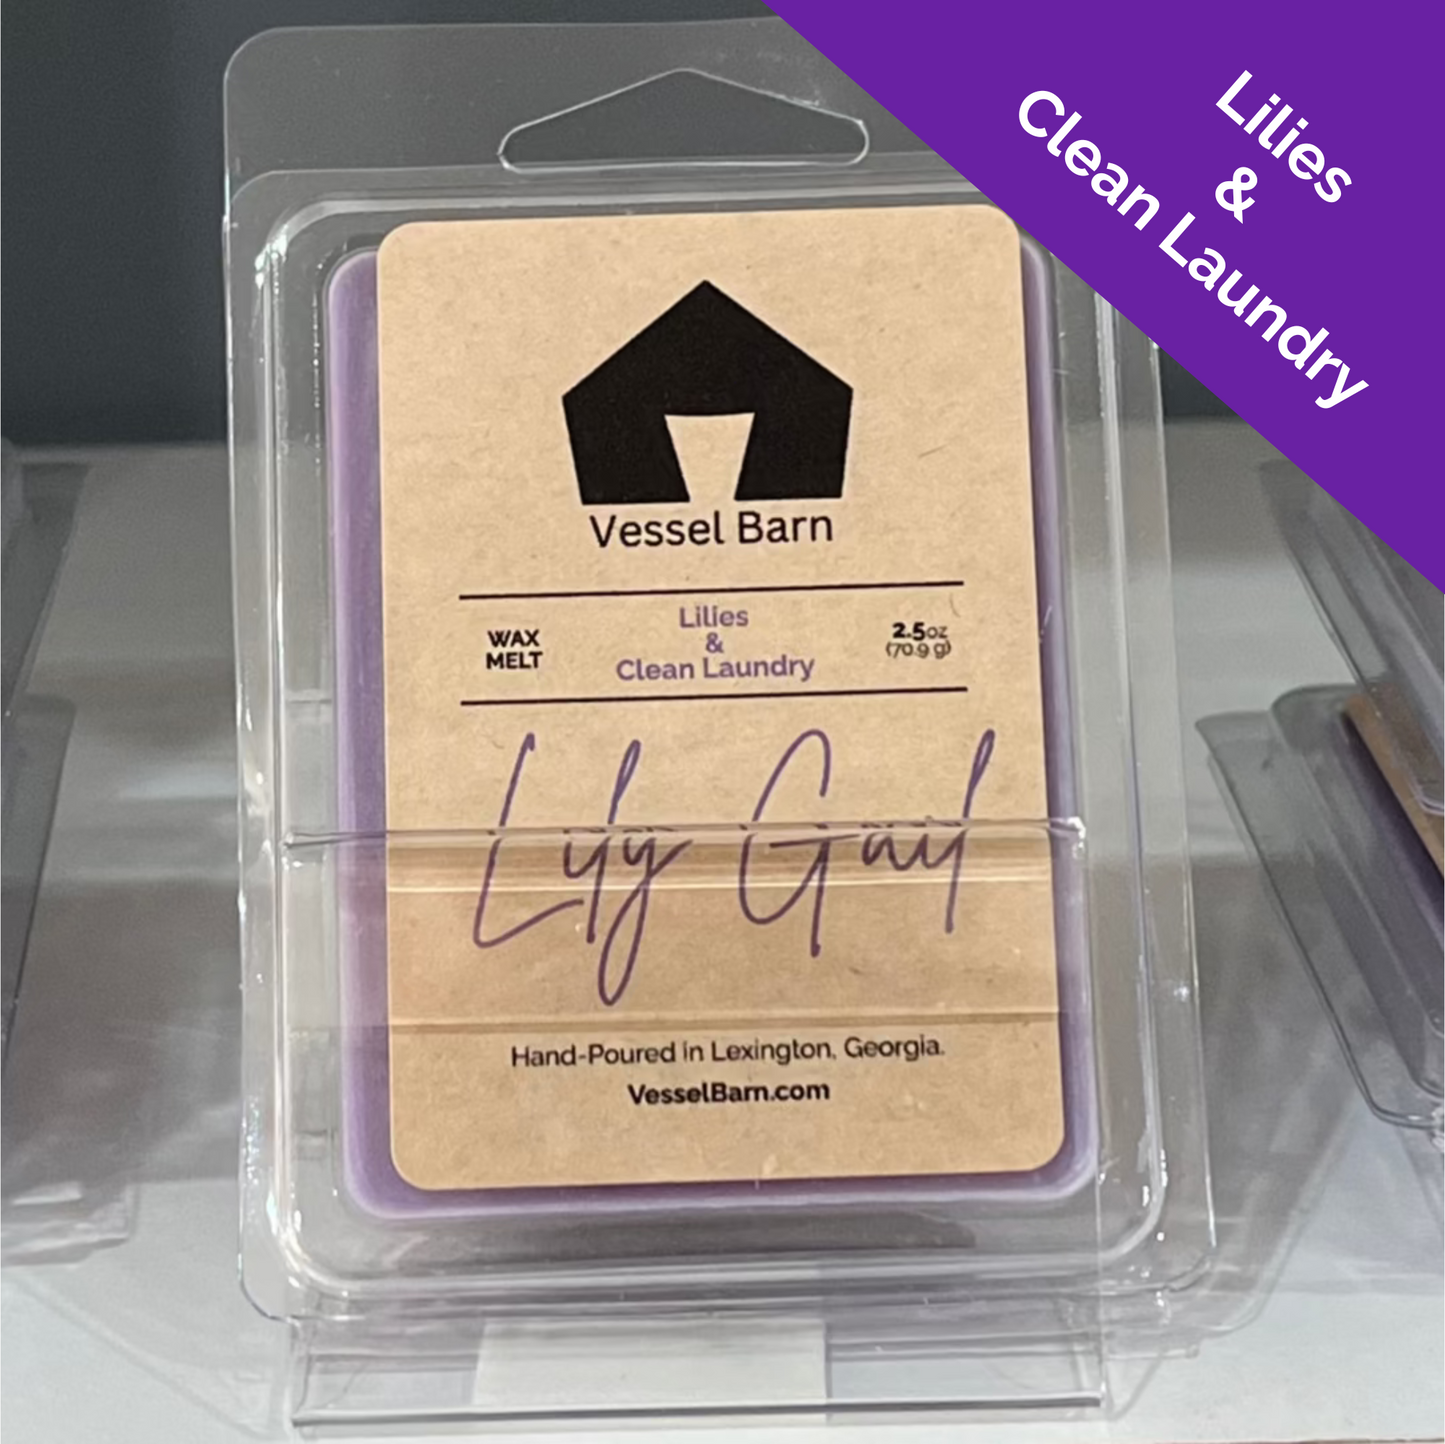 Lilies
&
Clean Laundry
Vessel Barn
WAX
MELT
Lilies
&
Clean Laundry
2.5oz
(70.9 g)
Lily Gail
Hand-Poured in Lexington, Georgia.
VesselBarn.com